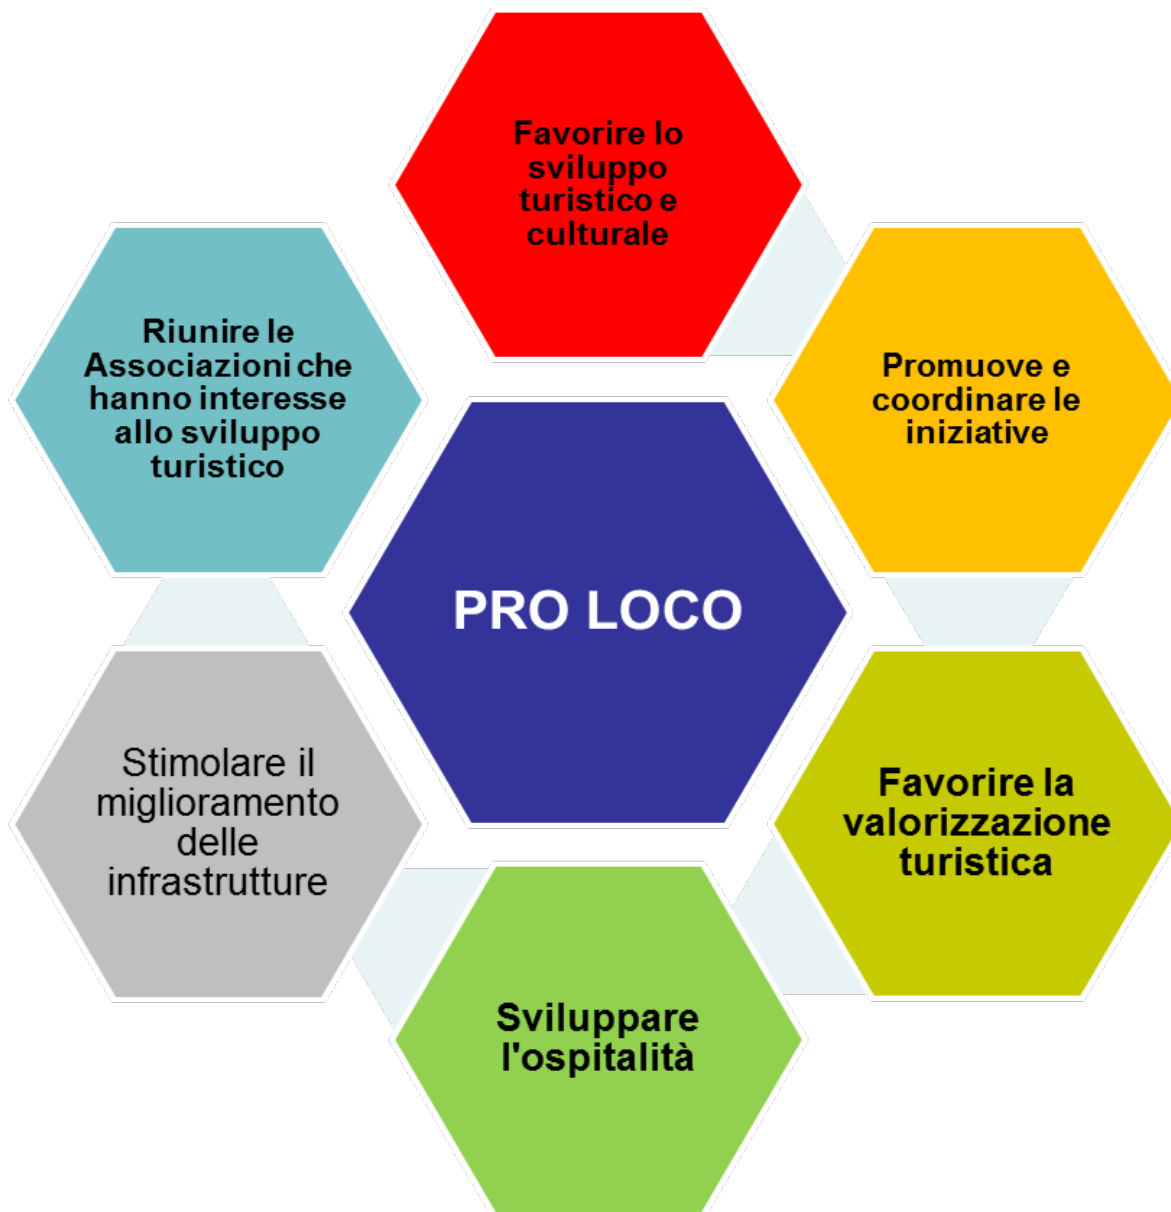 Favorire lo
sviluppo
turistico e
culturale
Promuove e
coordinare le
iniziative
Favorire la
valorizzazione
turistica
Sviluppare
l'ospitalità
Stimolare il
miglioramento
delle
infrastrutture
Riunire le
Associazioni che
hanno interesse
allo sviluppo
turistico
PRO LOCO